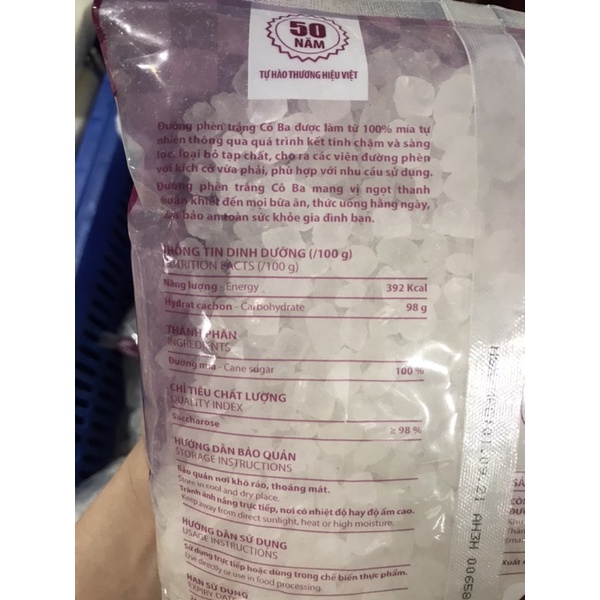 50
NĂM
TỰ HÀO THƯƠNG HIỆU VIỆT
Đường phèn trắng Cô Ba được làm từ 100% mía tự
nhiên thông qua quá trình kết tinh chậm và sàng
lọc, loại bỏ tạp chất, cho ra các viên đường phèn
với kích cỡ vừa phải, phù hợp với nhu cầu sử dụng.
Đường phèn trắng Cô Ba mang vị ngọt thanh
thuần khiết đến mọi bữa ăn, thức uống hằng ngày,
bảo an toàn sức khỏe gia đình bạn.
THÔNG TIN DINH DƯỠNG (/100 g)
NUTRITION FACTS (/100 g)
Năng lượng - Energy 392 Kcal
Hydrat cacbon - Carbohydrate 98 g
THÀNH PHẦN
INGREDIENTS
Đường mía - Cane sugar 100 %
CHỈ TIÊU CHẤT LƯỢNG
QUALITY INDEX
Saccharose ≥ 98 %
HƯỚNG DẪN BẢO QUẢN
STORAGE INSTRUCTIONS
Bảo quản nơi khô ráo, thoáng mát.
Store in cool and dry place.
Tránh ánh nắng trực tiếp, nơi có nhiệt độ hay độ ẩm cao.
Keep away from direct sunlight, heat or high moisture.
HƯỚNG DẪN SỬ DỤNG
USAGE INSTRUCTIONS
Sử dụng trực tiếp hoặc dùng trong chế biến thực phẩm.
Use directly or use in food processing.
HẠN SỬ DỤNG
EXPIRY DATE
.09.21 AH3H 00658